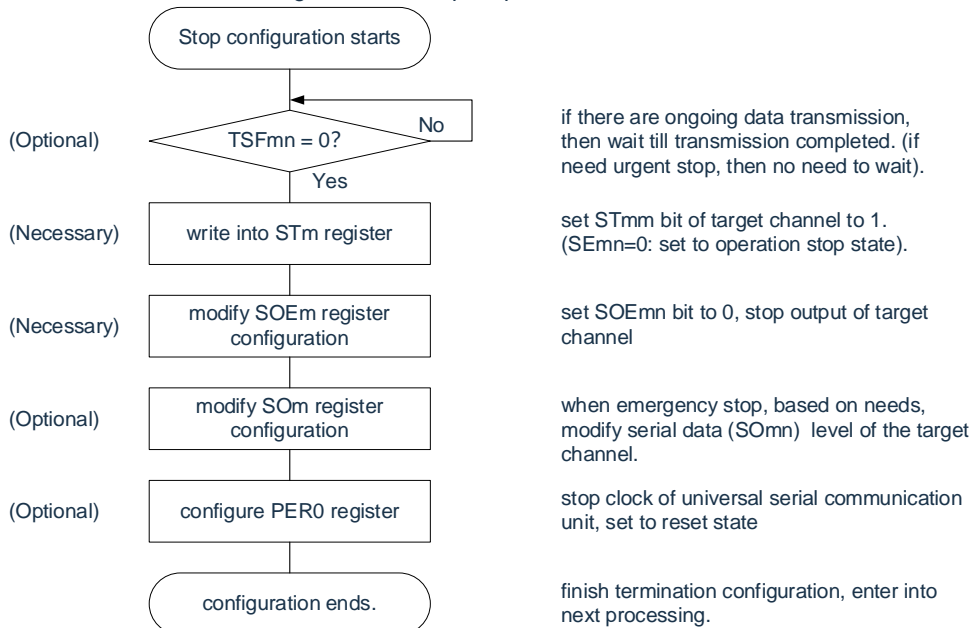 Stop configuration starts
(Optional)
TSFmn = 0?
No
if there are ongoing data transmission,
then wait till transmission completed. (if
need urgent stop, then no need to wait).
Yes
(Necessary)
write into STm register
set STmm bit of target channel to 1.
(SEmn=0: set to operation stop state).
(Necessary)
modify SOEm register
configuration
set SOEmn bit to 0, stop output of target
channel
(Optional)
modify SOm register
configuration
when emergency stop, based on needs,
modify serial data (SOmn) level of the target
channel.
(Optional)
configure PER0 register
stop clock of universal serial communication
unit, set to reset state
configuration ends.
finish termination configuration, enter into
next processing.